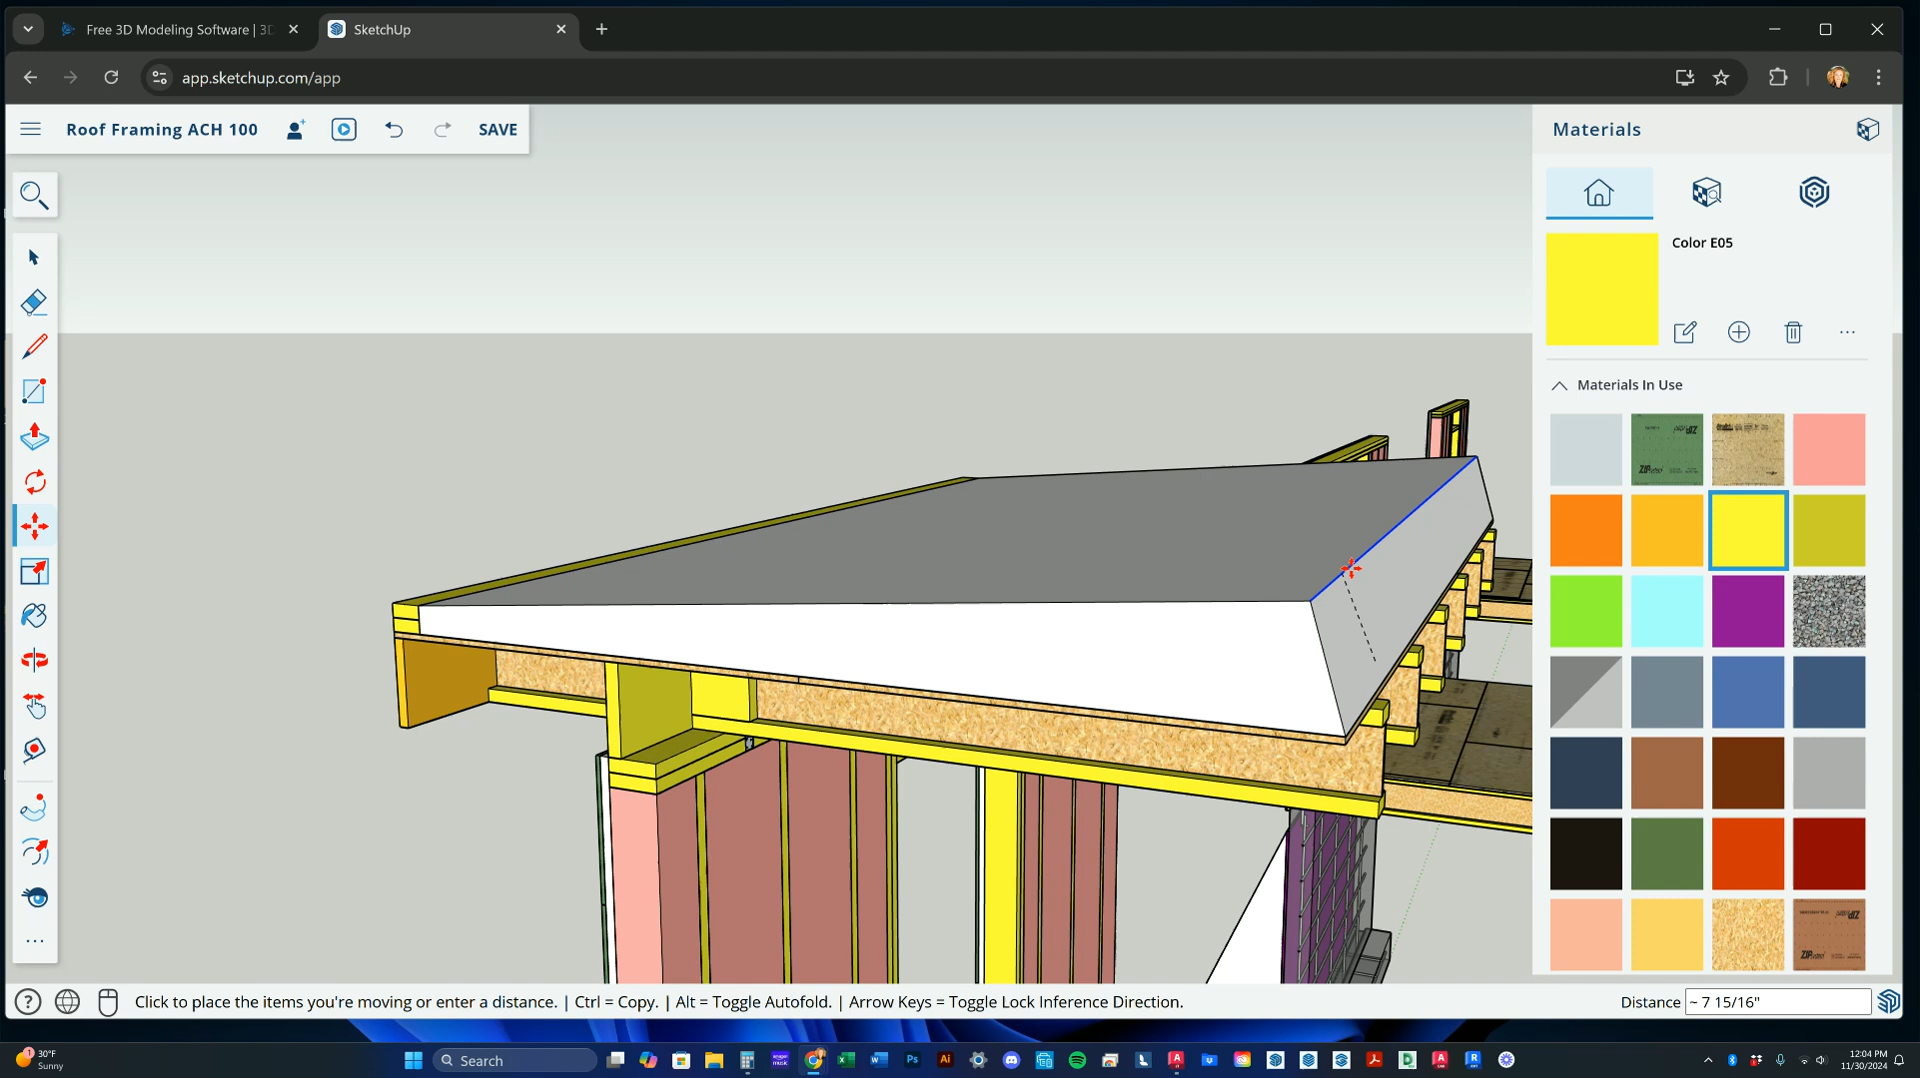 Free 3D Modeling Software | 3D
SketchUp
app.sketchup.com/app
Roof Framing ACH 100
SAVE
Materials
Color E05
Materials In Use
Click to place the items you're moving or enter a distance. | Ctrl = Copy. | Alt = Toggle Autofold. | Arrow Keys = Toggle Lock Inference Direction.
Distance ~ 7 15/16"
30°F
Sunny
Search
12:04 PM
11/30/2024